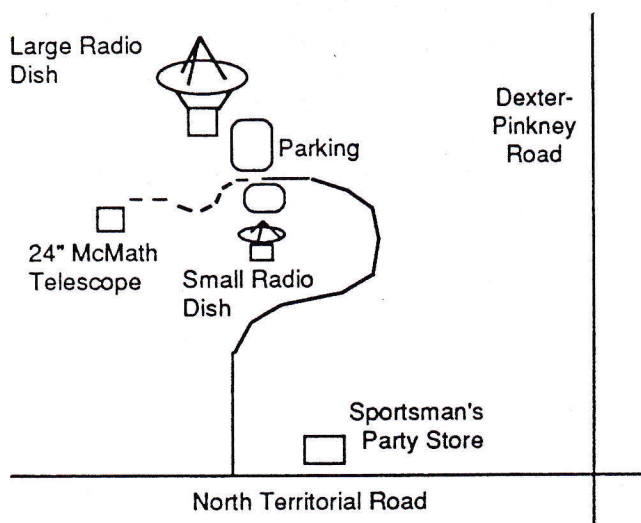 Large Radio
Dish
Dexter-
Pinkney
Road
Parking
24" McMath
Telescope
Small Radio
Dish
Sportsman's
Party Store
North Territorial Road